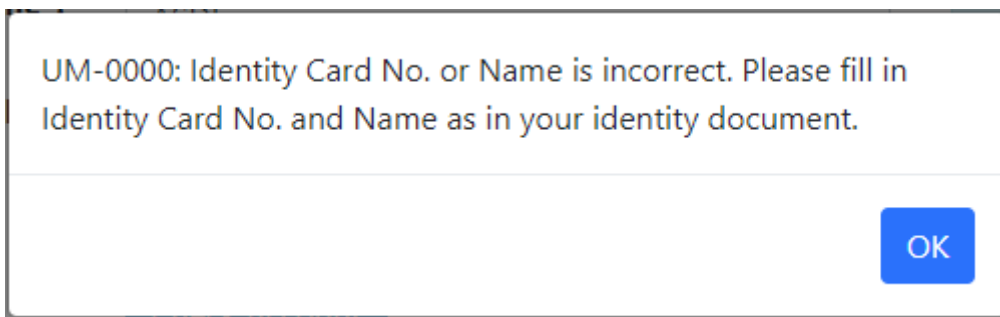 UM-0000: Identity Card No. or Name is incorrect. Please fill in
Identity Card No. and Name as in your identity document.
OK